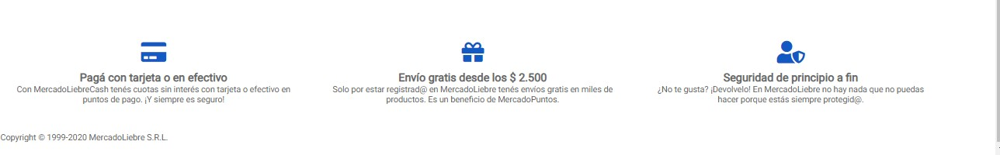 Pagá con tarjeta o en efectivo
Con MercadoLiebreCash tenés cuotas sin interés con tarjeta o efectivo en
puntos de pago. ¡Y siempre es seguro!
Envío gratis desde los $ 2.500
Solo por estar registrad@ en MercadoLiebre tenés envíos gratis en miles de
productos. Es un beneficio de MercadoPuntos.
Seguridad de principio a fin
¿No te gusta? ¡Devolvelo! En MercadoLiebre no hay nada que no puedas
hacer porque estás siempre protegid@.
Copyright © 1999-2020 MercadoLiebre S.R.L.